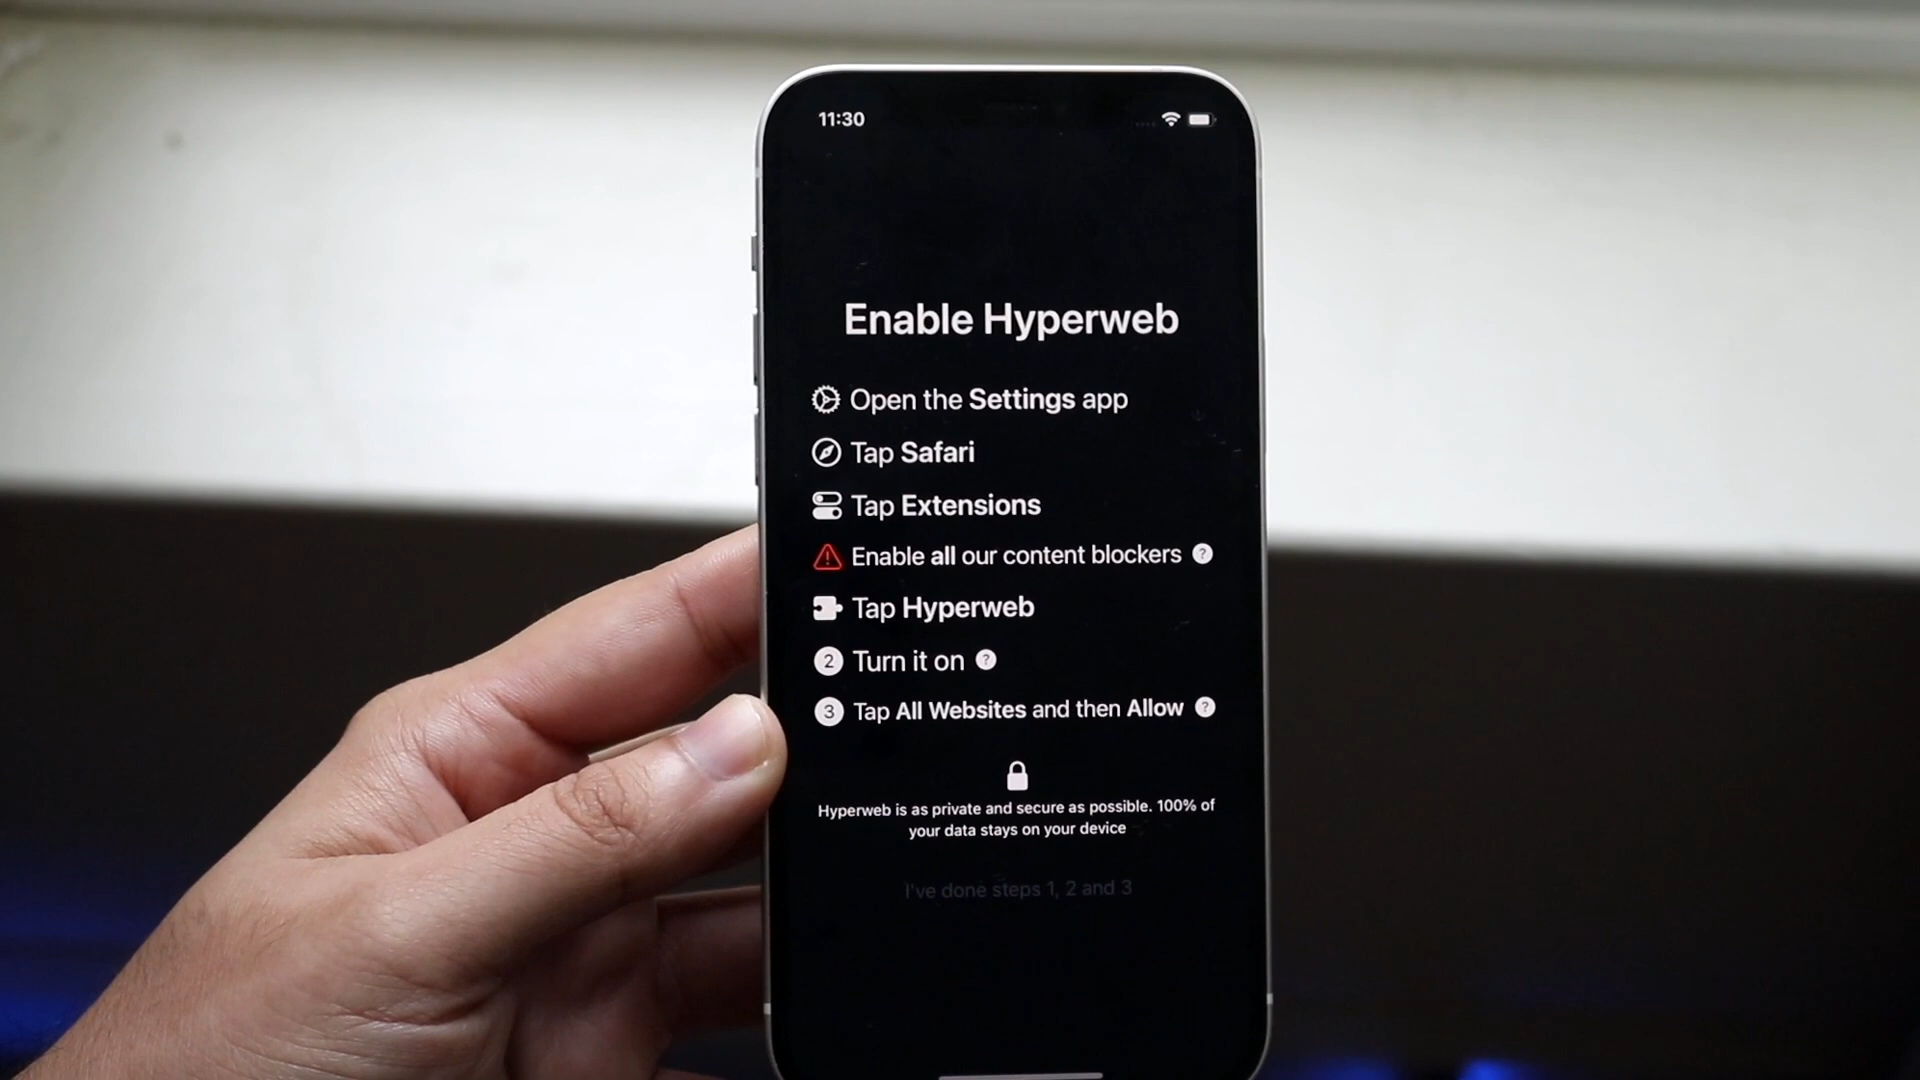 11:30
Enable Hyperweb
Open the Settings app
Tap Safari
Tap Extensions
Enable all our content blockers ?
Tap Hyperweb
2 Turn it on ?
3 Tap All Websites and then Allow ?
Hyperweb is as private and secure as possible. 100% of
your data stays on your device
I've done steps 1, 2 and 3